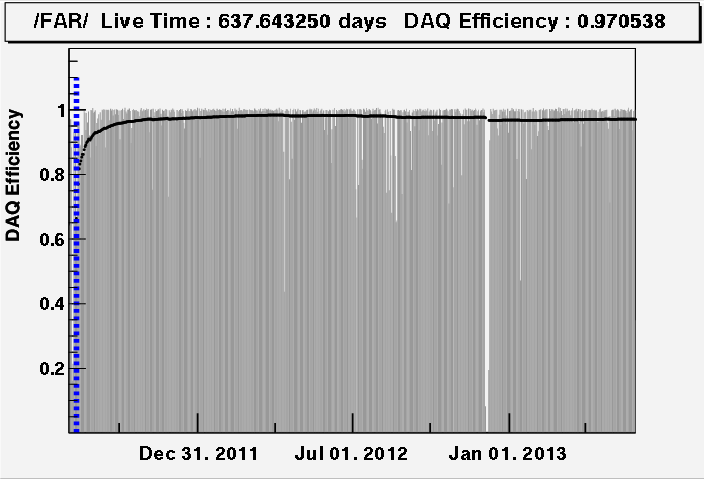 /FAR/ Live Time : 637.643250 days DAQ Efficiency : 0.970538
DAQ Efficiency
1
0.8
0.6
0.4
0.2
Dec 31. 2011 Jul 01. 2012 Jan 01. 2013